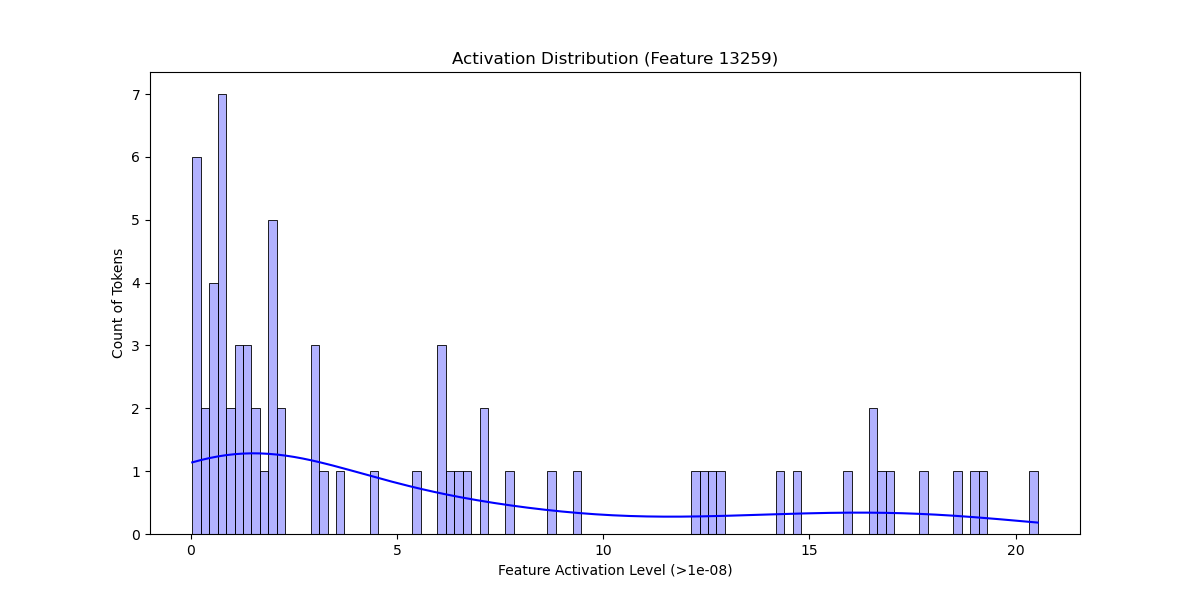 Activation Distribution (Feature 13259)
Count of Tokens
7
6
5
4
3
2
1
0
0 5 10 15 20
Feature Activation Level (>1e-08)